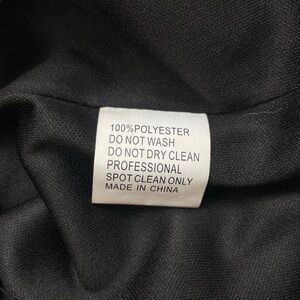 100%POLYESTER
DO NOT WASH
DO NOT DRY CLEAN
PROFESSIONAL
SPOT CLEAN ONLY
MADE IN CHINA